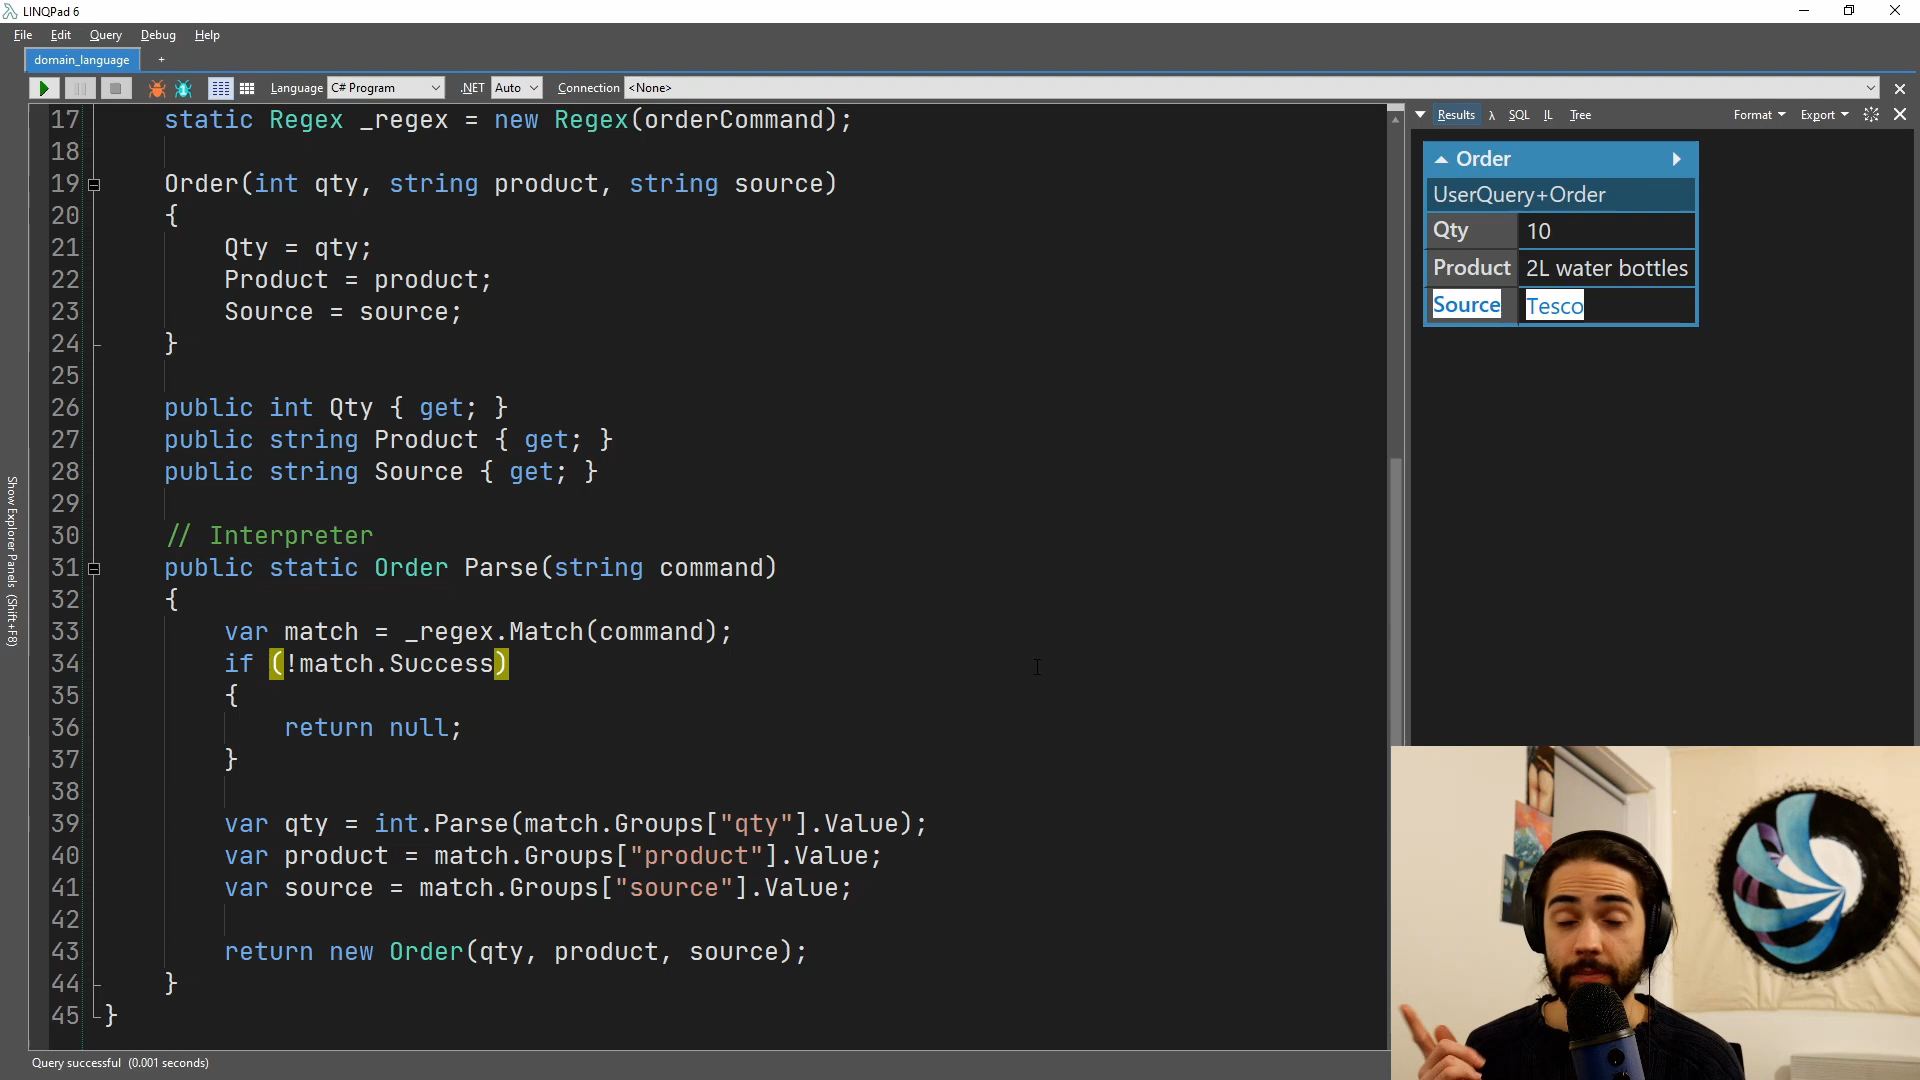 LINQPad 6
File Edit Query Debug Help
domain_language +
Language C# Program .NET Auto Connection <None>
17 static Regex _regex = new Regex(orderCommand);
18
19 Order(int qty, string product, string source)
20 {
21 Qty = qty;
22 Product = product;
23 Source = source;
24 }
25
26 public int Qty { get; }
27 public string Product { get; }
28 public string Source { get; }
29
30 // Interpreter
31 public static Order Parse(string command)
32 {
33 var match = _regex.Match(command);
34 if (!match.Success)
35 {
36 return null;
37 }
38
39 var qty = int.Parse(match.Groups["qty"].Value);
40 var product = match.Groups["product"].Value;
41 var source = match.Groups["source"].Value;
42
43 return new Order(qty, product, source);
44 }
45 }
Show Explorer Panels (Shift+F8)
Results λ SQL IL Tree Format Export
Order
UserQuery+Order
Qty 10
Product 2L water bottles
Source Tesco
Query successful (0.001 seconds)